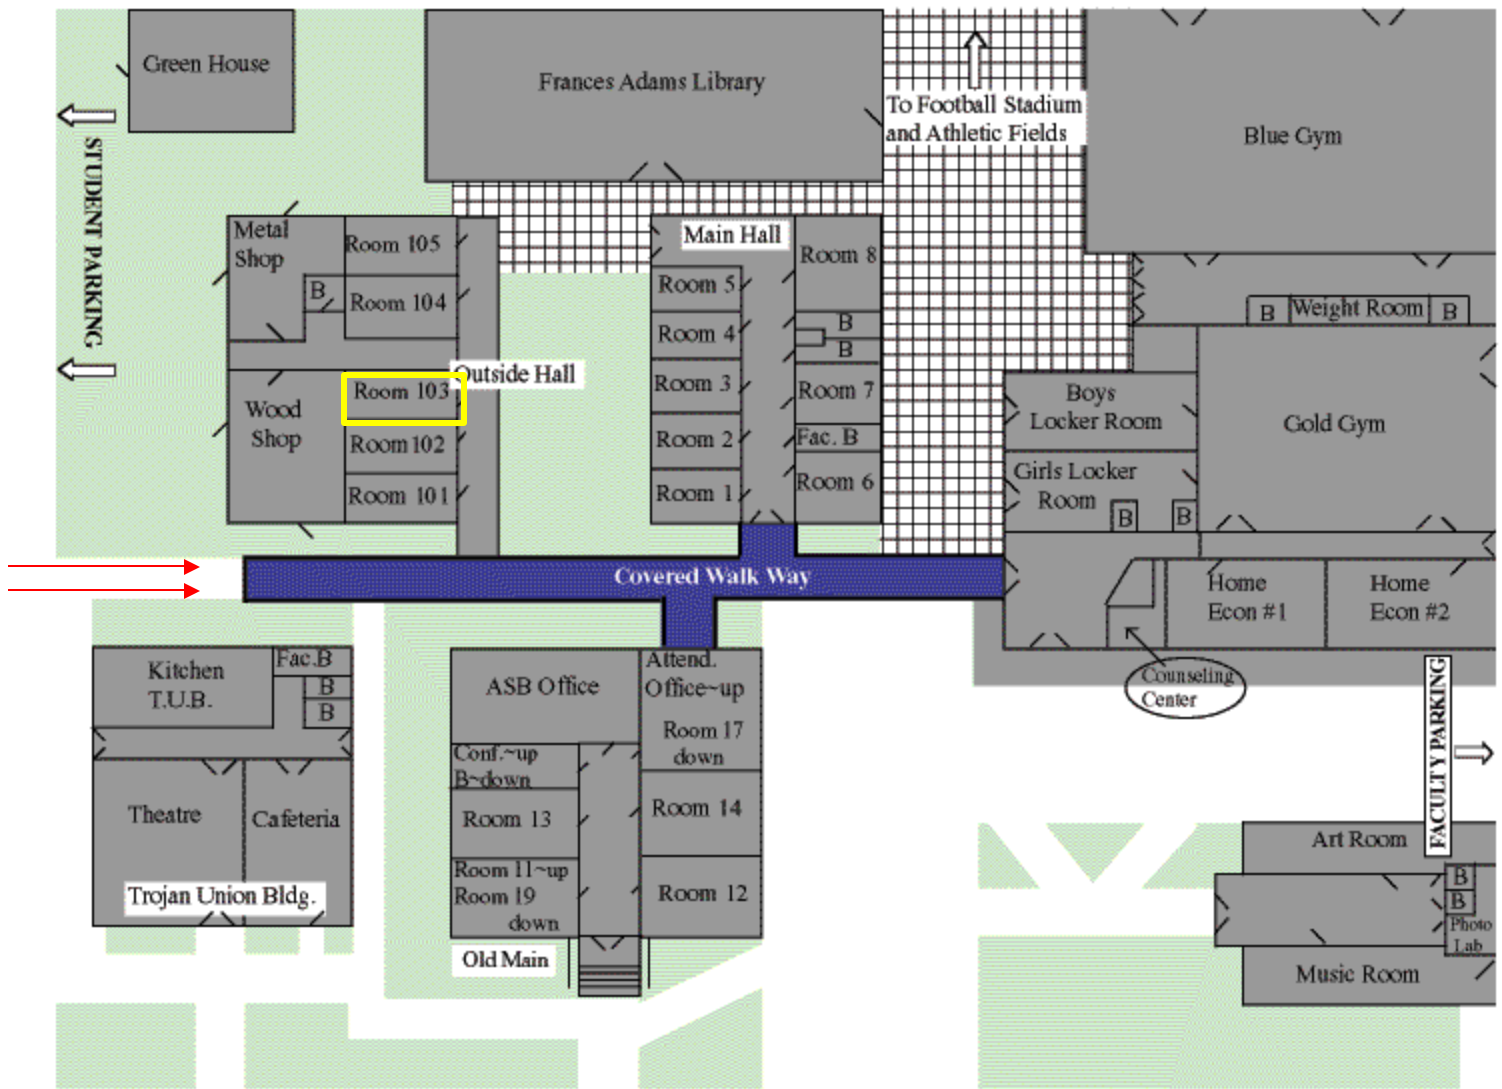 Green House
Frances Adams Library
To Football Stadium
and Athletic Fields
Blue Gym
STUDENT PARKING
Metal
Shop
Room 105
B
Room 104
Outside Hall
Room 103
Wood
Shop
Room 102
Room 101
Main Hall
Room 8
Room 5
Room 4
B
B
Room 3
Room 7
Room 2
Fac. B
Room 1
Room 6
B
Weight Room
B
Boys
Locker Room
Gold Gym
Girls Locker
Room
B
B
Covered Walk Way
Home
Econ #1
Home
Econ #2
Counseling
Center
Kitchen
T.U.B.
Fac.B
B
B
Theatre
Cafeteria
Trojan Union Bldg.
ASB Office
Attend.
Office~up
Room 17
down
Conf.~up
B~down
Room 13
Room 14
Room 11~up
Room 19
down
Room 12
Old Main
FACULTY PARKING
Art Room
B
B
Photo
Lab
Music Room